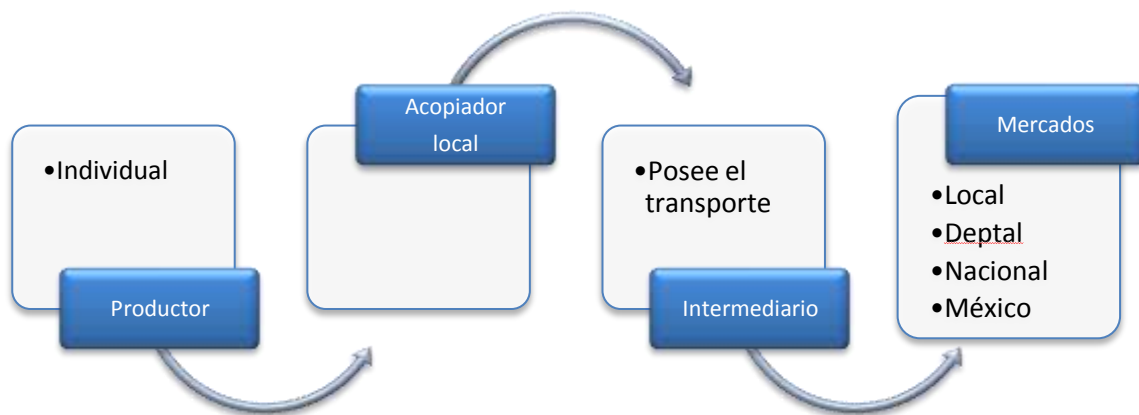 •Individual
Productor
Acopiador
local
•Posee el
transporte
Intermediario
Mercados
•Local
•Deptal
•Nacional
•México